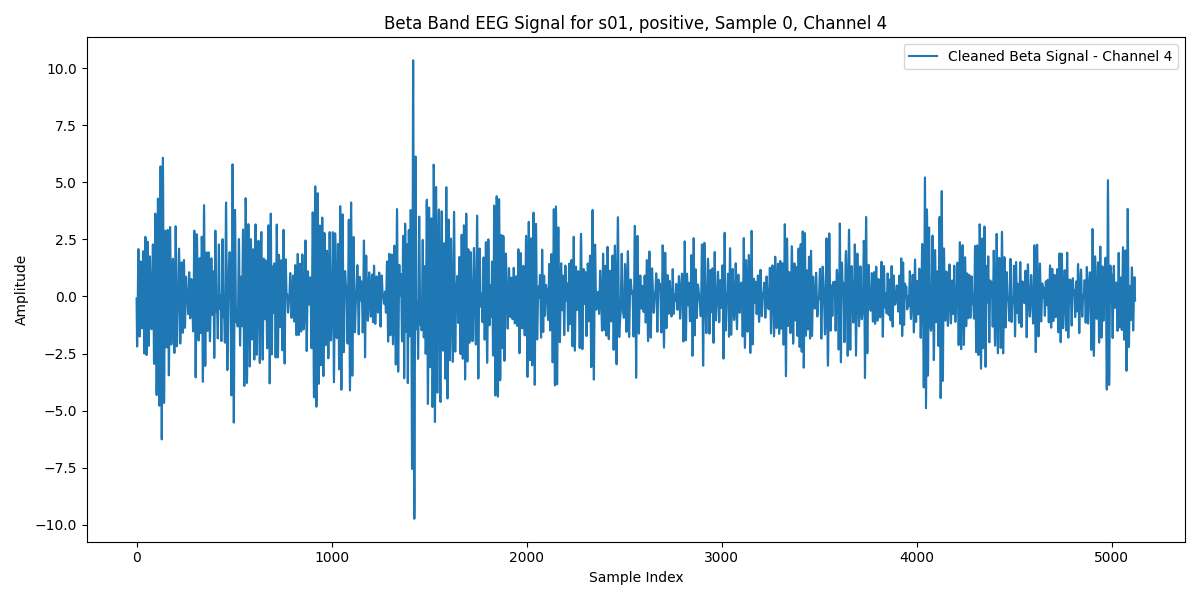 Beta Band EEG Signal for s01, positive, Sample 0, Channel 4
Cleaned Beta Signal - Channel 4
Amplitude
10.0
7.5
5.0
2.5
0.0
−2.5
−5.0
−7.5
−10.0
0 1000 2000 3000 4000 5000
Sample Index